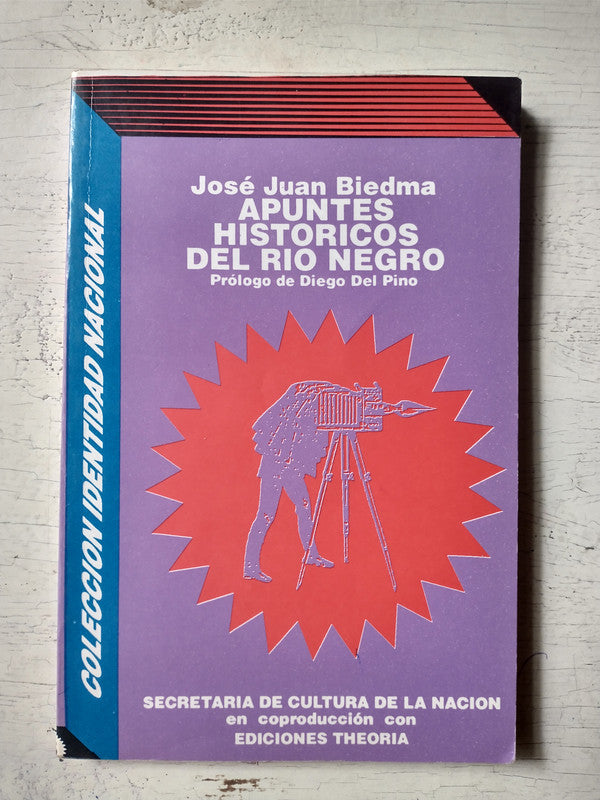 José Juan Biedma
APUNTES
HISTORICOS
DEL RIO NEGRO
Prólogo de Diego Del Pino
COLECCION IDENTIDAD NACIONAL
SECRETARIA DE CULTURA DE LA NACION
en coproducción con
EDICIONES THEORIA